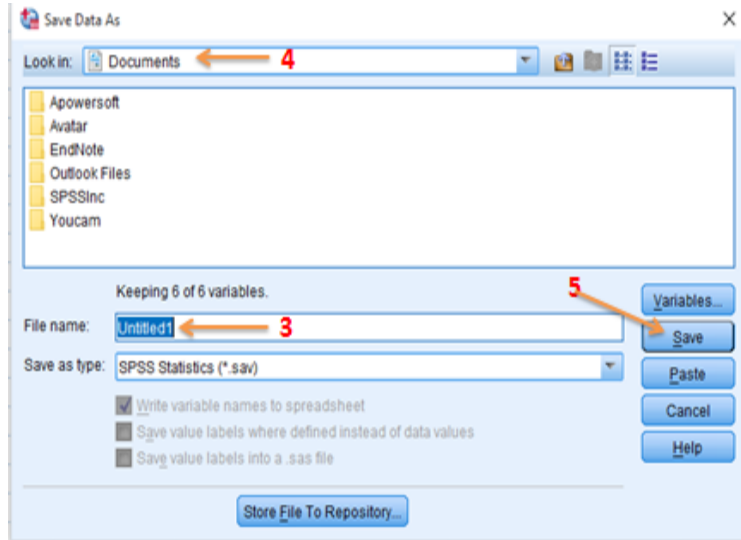 Save Data As
Look in: Documents 4
Apowersoft
Avatar
EndNote
Outlook Files
SPSSInc
Youcam
Keeping 6 of 6 variables.
5
Variables...
File name: Untitled1 3
Save
Save as type: SPSS Statistics (*.sav)
Paste
Write variable names to spreadsheet
Cancel
Save value labels where defined instead of data values
Help
Save value labels into a .sas file
Store File To Repository...